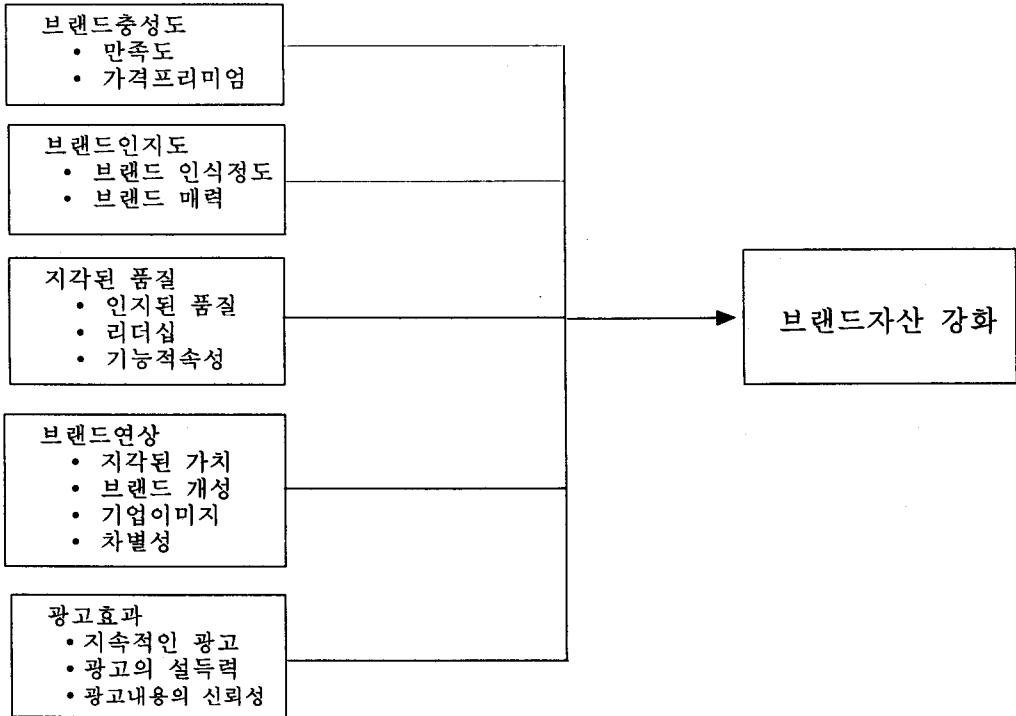 브랜드충성도
• 만족도
• 가격프리미엄
브랜드인지도
• 브랜드 인식정도
• 브랜드 매력
지각된 품질
• 인지된 품질
• 리더십
• 기능적속성
브랜드연상
• 지각된 가치
• 브랜드 개성
• 기업이미지
• 차별성
광고효과
• 지속적인 광고
• 광고의 설득력
• 광고내용의 신뢰성
브랜드자산 강화